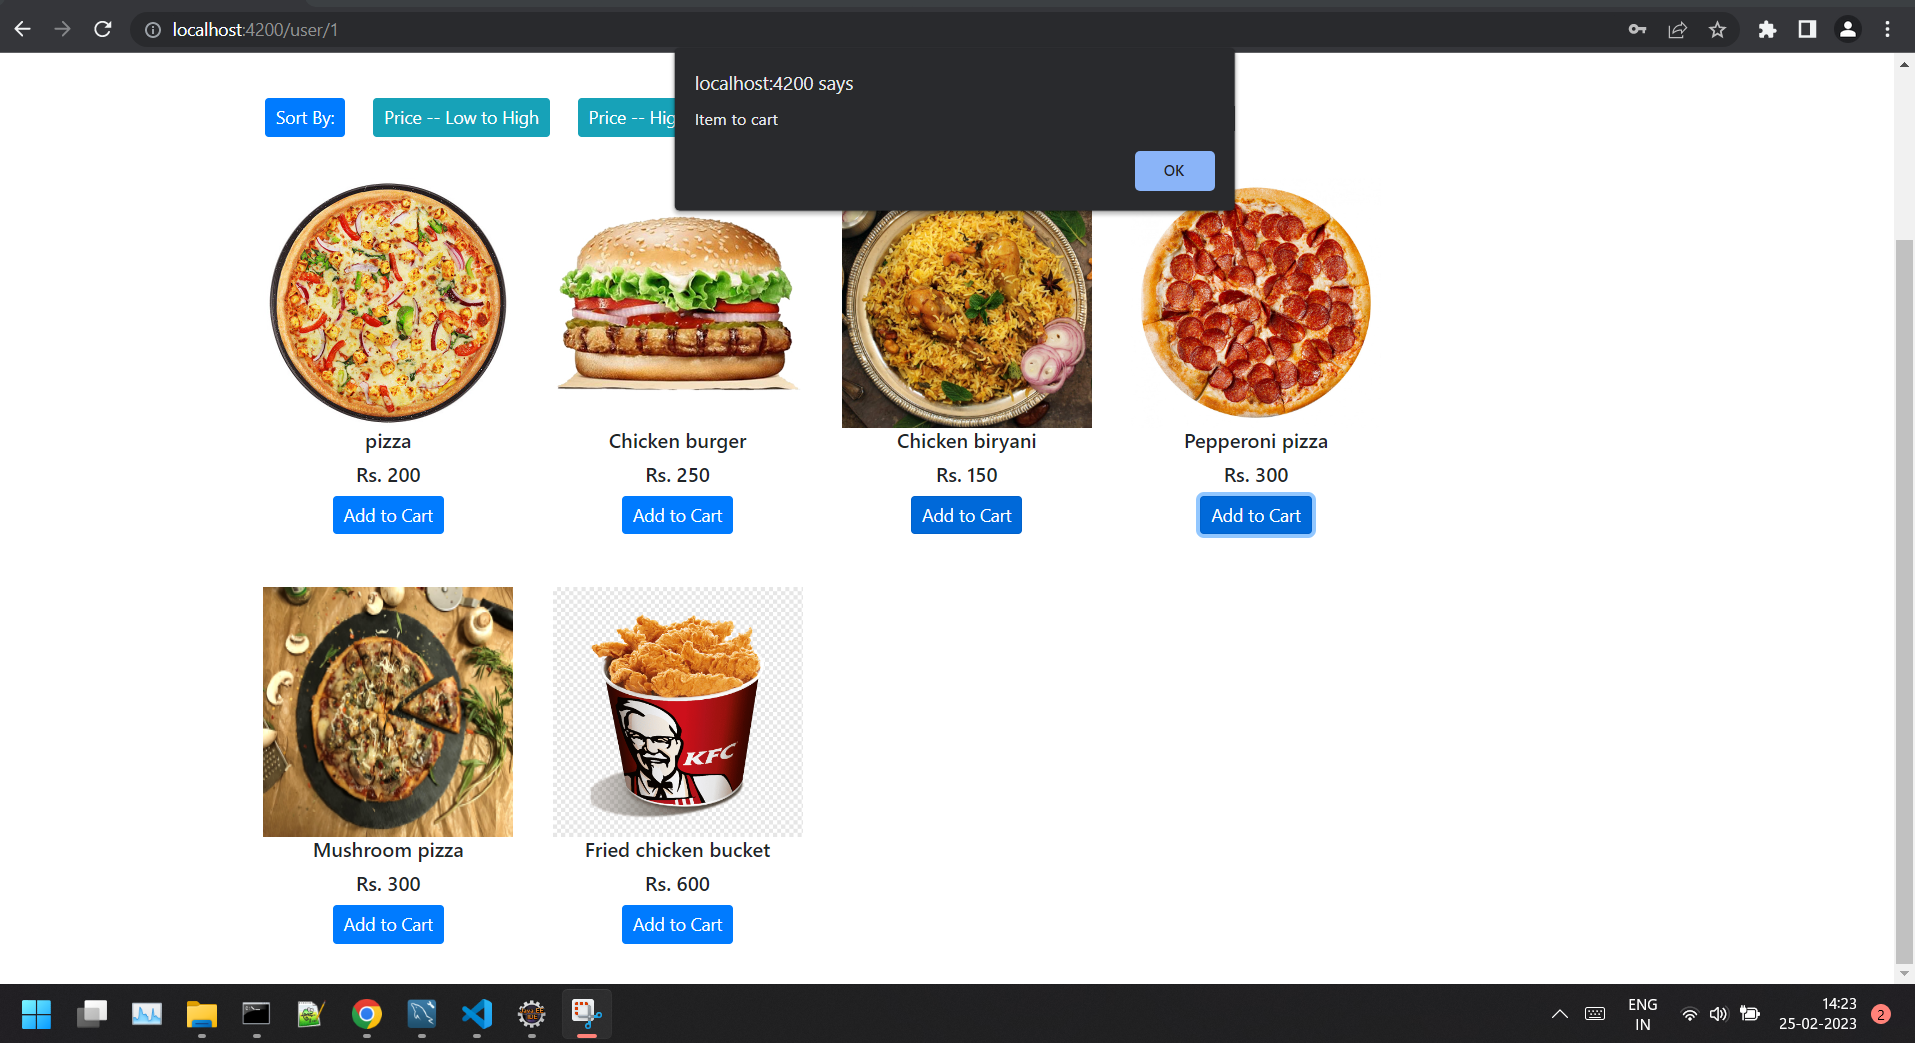 localhost:4200/user/1
localhost:4200 says
Item to cart
OK
Sort By:
Price -- Low to High
Price -- Hig
pizza
Chicken burger
Chicken biryani
Pepperoni pizza
Rs. 200
Rs. 250
Rs. 150
Rs. 300
Add to Cart
Add to Cart
Add to Cart
Add to Cart
KFC
Mushroom pizza
Fried chicken bucket
Rs. 300
Rs. 600
Add to Cart
Add to Cart
ENG
IN
14:23
25-02-2023
2